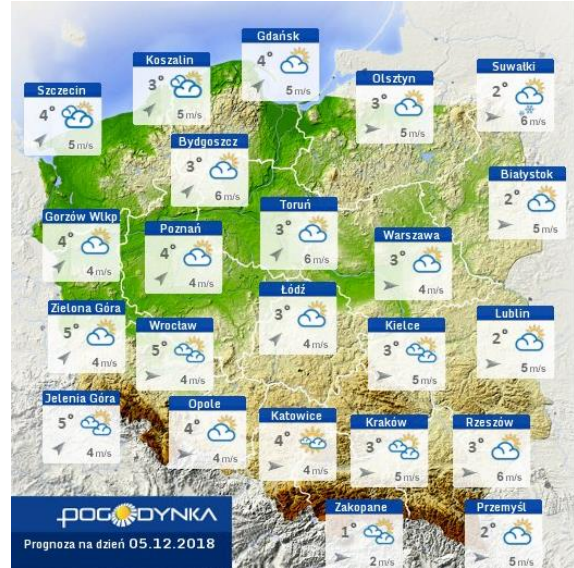 Gdańsk
4°
5 m/s
Koszalin
3°
5 m/s
Suwałki
2°
6 m/s
Olsztyn
3°
5 m/s
Szczecin
4°
5 m/s
Bydgoszcz
3°
6 m/s
Białystok
2°
5 m/s
Toruń
3°
6 m/s
Gorzów Wlkp
4°
4 m/s
Poznań
4°
4 m/s
Warszawa
3°
4 m/s
Łódź
3°
4 m/s
Zielona Góra
5°
4 m/s
Lublin
2°
5 m/s
Wrocław
5°
4 m/s
Kielce
3°
5 m/s
Jelenia Góra
5°
4 m/s
Opole
4°
4 m/s
Katowice
4°
4 m/s
Kraków
3°
5 m/s
Rzeszów
3°
6 m/s
Zakopane
1°
2 m/s
Przemyśl
2°
5 m/s
POGODYNKA
Prognoza na dzień 05.12.2018